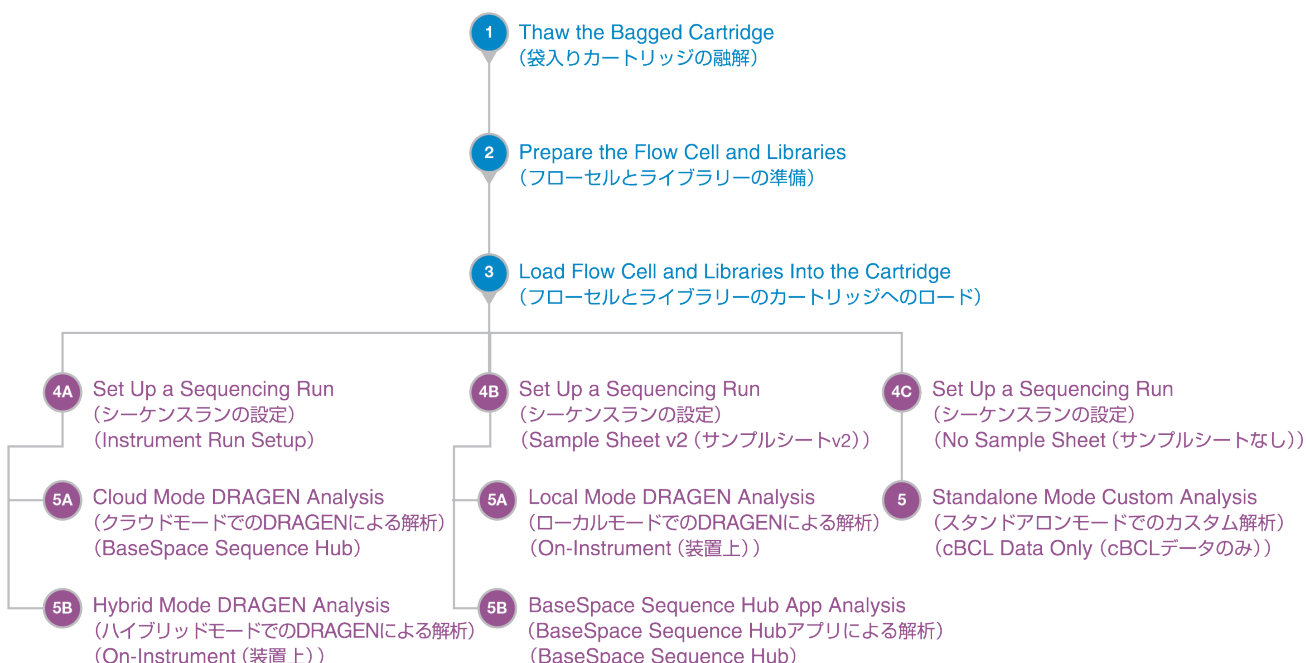 1
Thaw the Bagged Cartridge
（袋入りカートリッジの融解）
2
Prepare the Flow Cell and Libraries
（フローセルとライブラリーの準備）
3
Load Flow Cell and Libraries Into the Cartridge
（フローセルとライブラリーのカートリッジへのロード）
4A
Set Up a Sequencing Run
（シーケンスランの設定）
（Instrument Run Setup）
5A
Cloud Mode DRAGEN Analysis
（クラウドモードでのDRAGENによる解析）
（BaseSpace Sequence Hub）
5B
Hybrid Mode DRAGEN Analysis
（ハイブリッドモードでのDRAGENによる解析）
（On-Instrument（装置上））
4B
Set Up a Sequencing Run
（シーケンスランの設定）
（Sample Sheet v2（サンプルシートv2））
5A
Local Mode DRAGEN Analysis
（ローカルモードでのDRAGENによる解析）
（On-Instrument（装置上））
5B
BaseSpace Sequence Hub App Analysis
（BaseSpace Sequence Hubアプリによる解析）
（BaseSpace Sequence Hub）
4C
Set Up a Sequencing Run
（シーケンスランの設定）
（No Sample Sheet（サンプルシートなし））
5
Standalone Mode Custom Analysis
（スタンドアロンモードでのカスタム解析）
（cBCL Data Only（cBCLデータのみ））